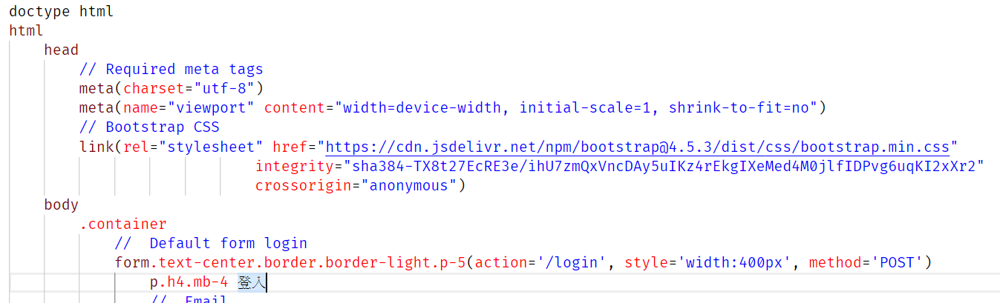 doctype html
html
head
// Required meta tags
meta(charset="utf-8")
meta(name="viewport" content="width=device-width, initial-scale=1, shrink-to-fit=no")
// Bootstrap CSS
link(rel="stylesheet" href="https://cdn.jsdelivr.net/npm/bootstrap@4.5.3/dist/css/bootstrap.min.css"
integrity="sha384-TX8t27EcRE3e/ihU7zmQxVncDAy5uIKz4rEkgIXeMed4M0jlfIDPvg6uqKI2xXr2"
crossorigin="anonymous")
body
.container
// Default form login
form.text-center.border.border-light.p-5(action='/login', style='width:400px', method='POST')
p.h4.mb-4 登入
// Email